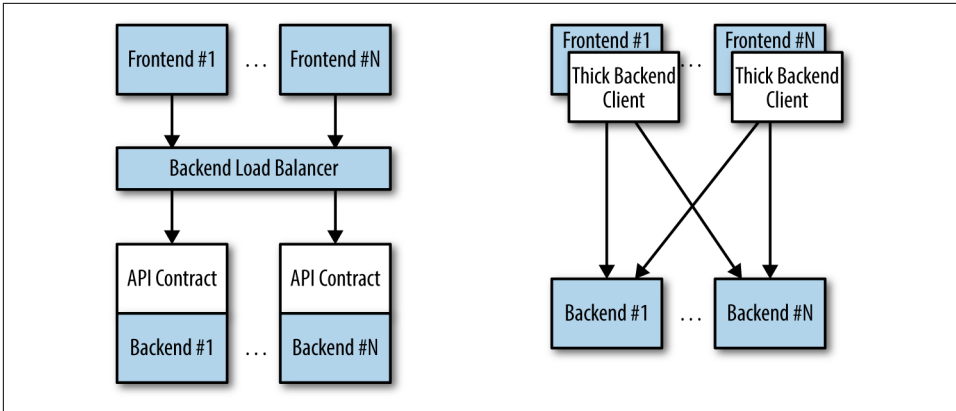 Frontend #1
...
Frontend #N
Backend Load Balancer
API Contract
API Contract
Backend #1
...
Backend #N
Frontend #1
...
Frontend #N
Thick Backend
Client
Thick Backend
Client
Backend #1
...
Backend #N